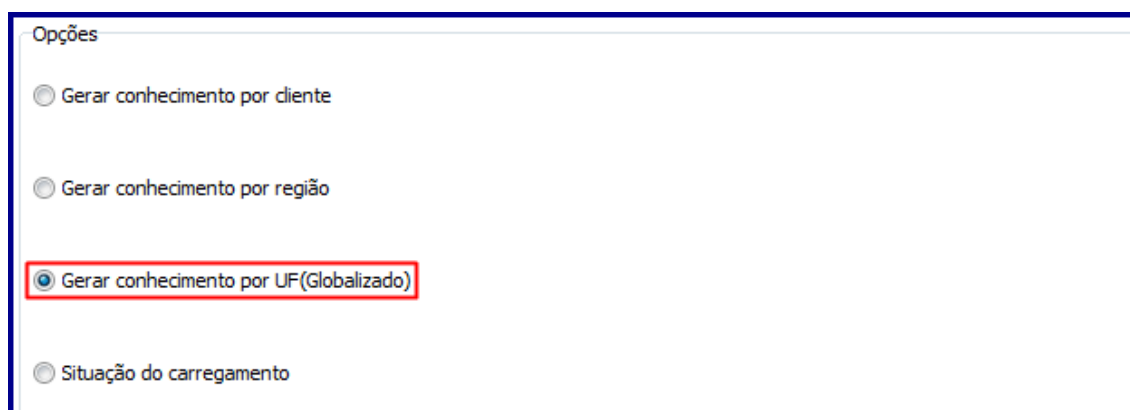 Opções
Gerar conhecimento por cliente
Gerar conhecimento por região
Gerar conhecimento por UF(Globalizado)
Situação do carregamento